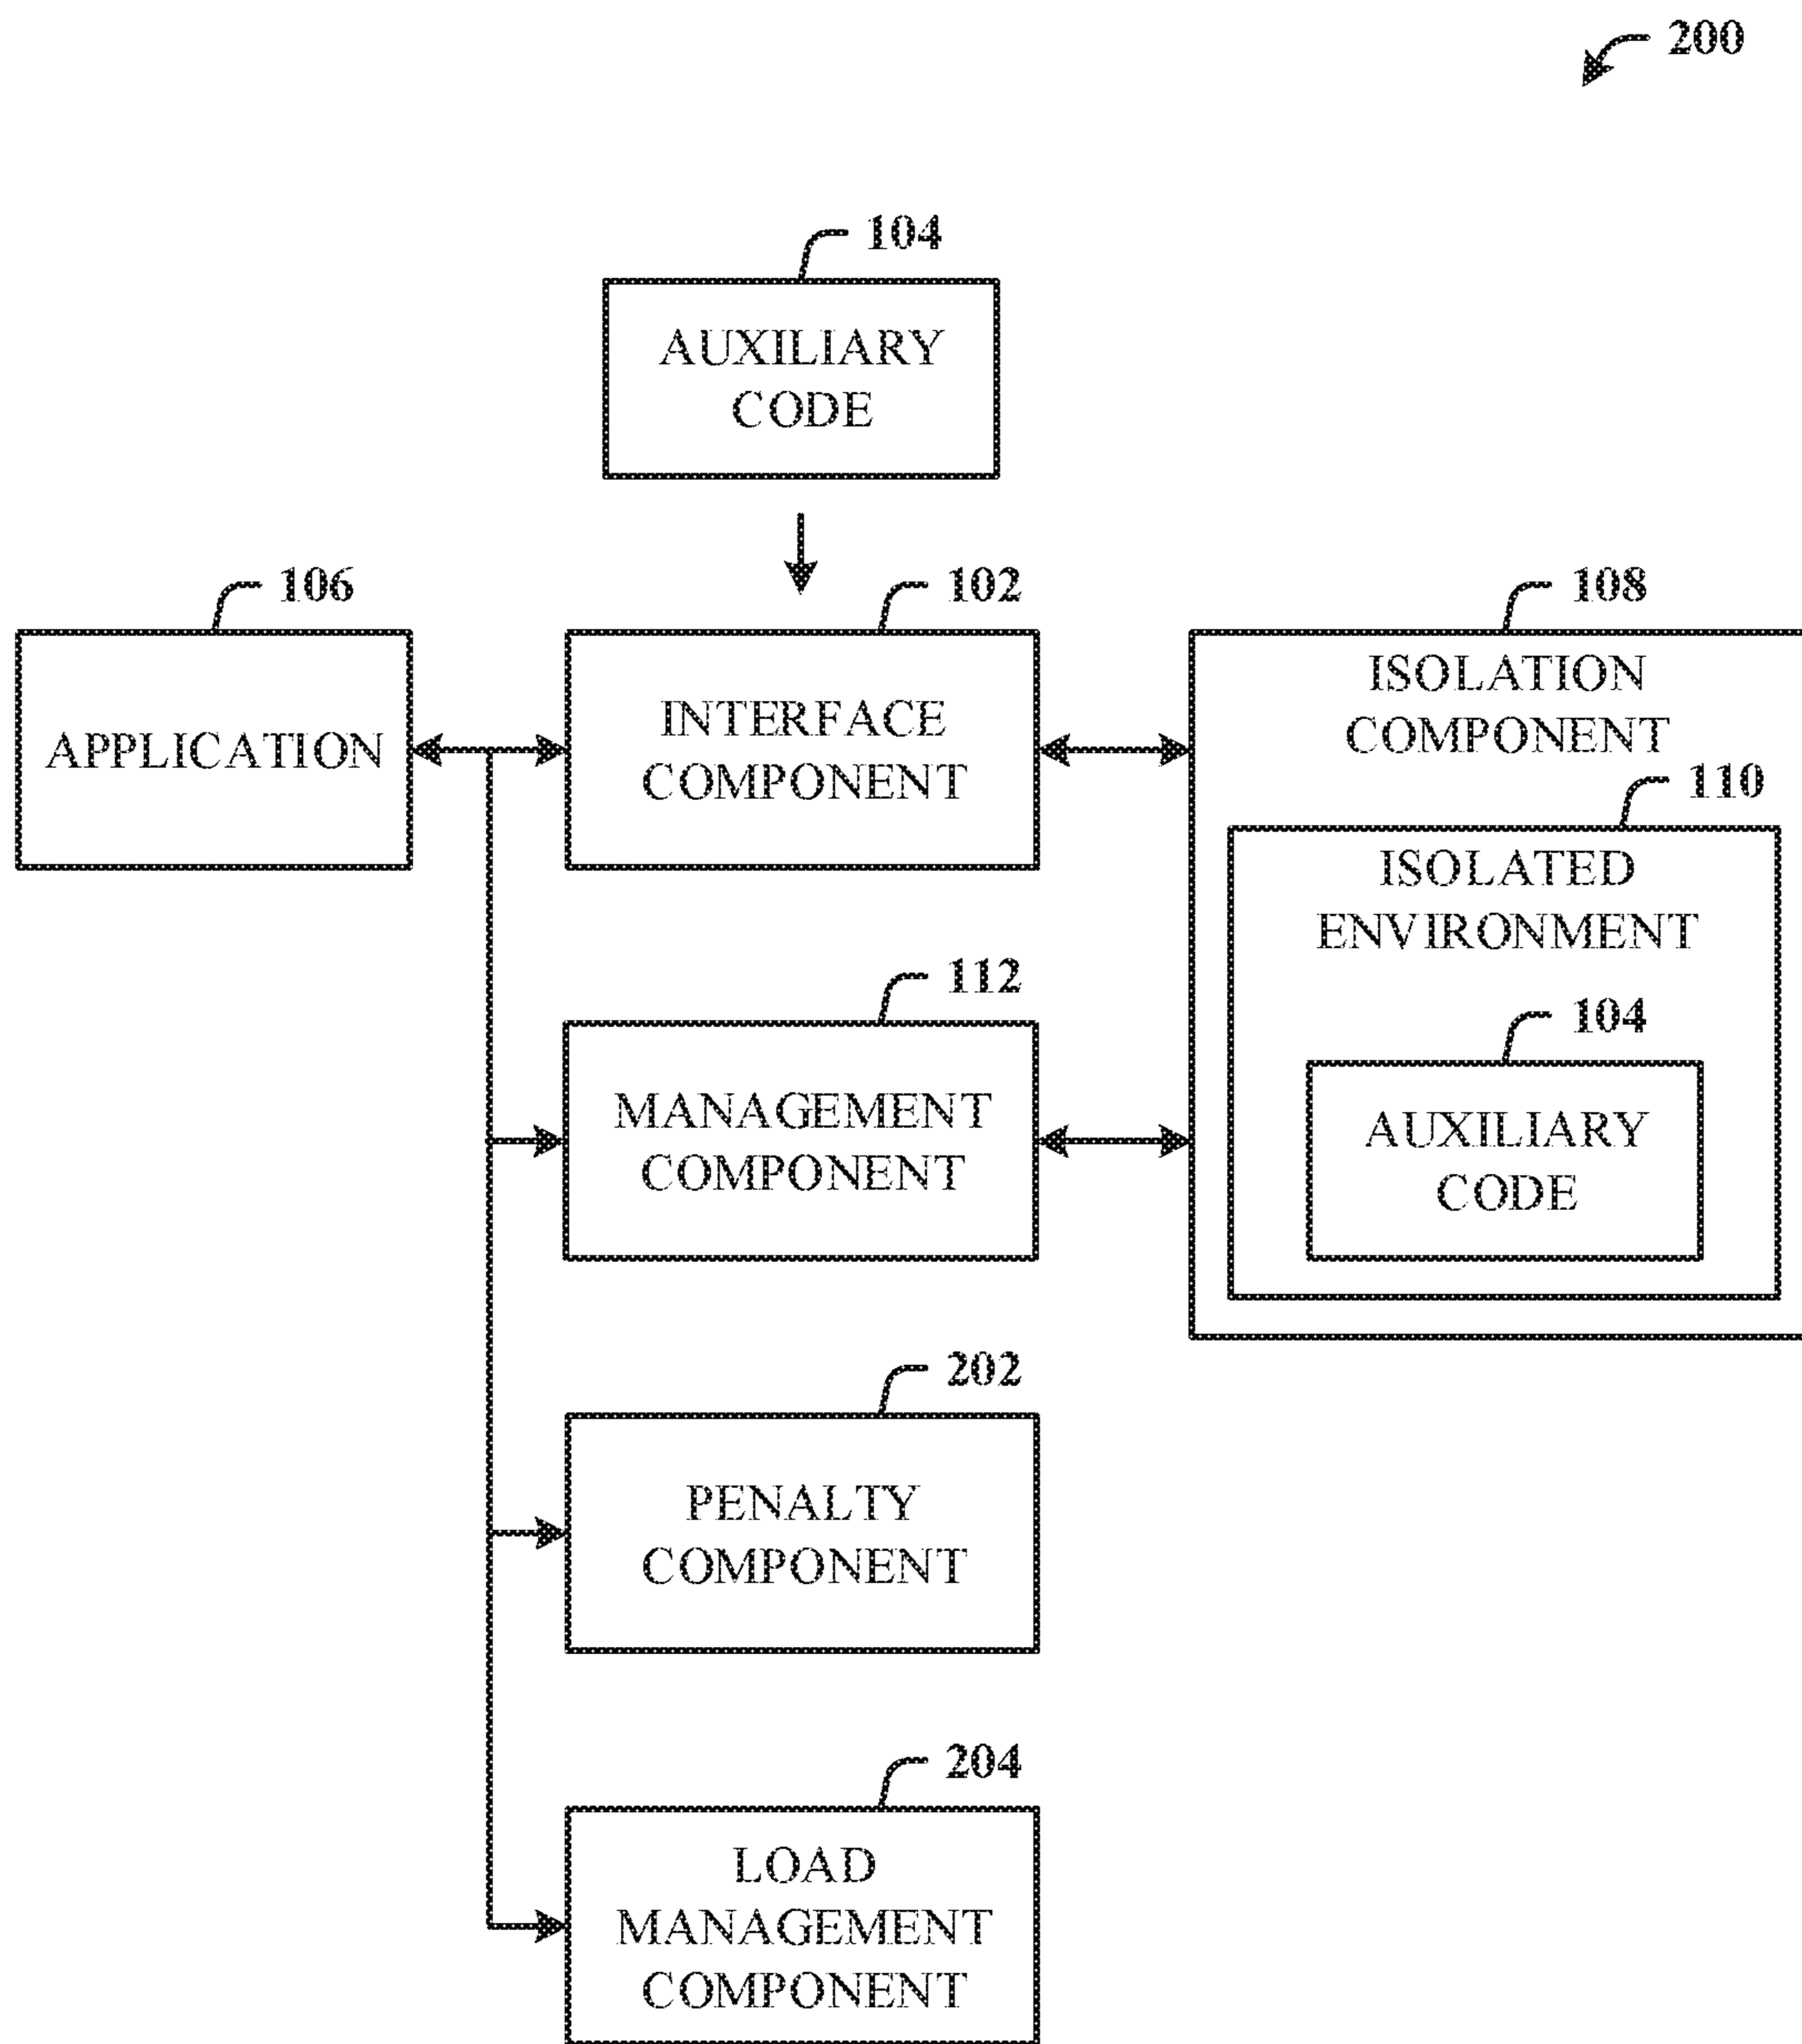 200
104
AUXILIARY
CODE
106
102
108
APPLICATION
INTERFACE
COMPONENT
ISOLATION
COMPONENT
110
ISOLATED
ENVIRONMENT
112
104
MANAGEMENT
COMPONENT
AUXILIARY
CODE
202
PENALTY
COMPONENT
204
LOAD
MANAGEMENT
COMPONENT